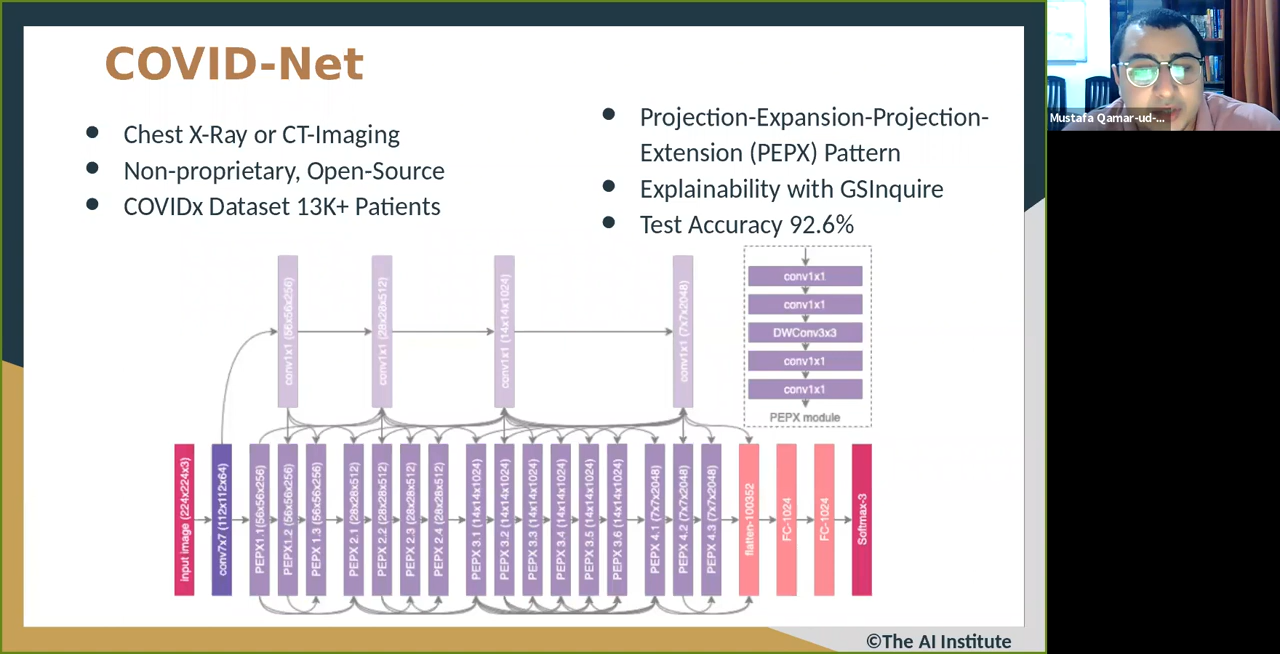 COVID-Net
Chest X-Ray or CT-Imaging
Non-proprietary, Open-Source
COVIDx Dataset 13K+ Patients
Projection-Expansion-Projection-
Extension (PEPX) Pattern
Explainability with GSInquire
Test Accuracy 92.6%
conv1x1 (56x56x256)
conv1x1 (28x28x512)
conv1x1 (14x14x1024)
conv1x1 (7x7x2048)
conv1x1
conv1x1
DWConv3x3
conv1x1
conv1x1
PEPX module
input image (224x224x3)
conv7x7 (112x112x64)
PEPX1.1(56x56x256)
PEPX1.2 (56x56x256)
PEPX 1.3 (56x56x256)
PEPX 2.1 (28x28x512)
PEPX 2.2 (28x28x512)
PEPX 2.3 (28x28x512)
PEPX 2.4 (28x28x512)
PEPX 3.1 (14x14x1024)
PEPX 3.2 (14x14x1024)
PEPX 3.3 (14x14x1024)
PEPX 3.4 (14x14x1024)
PEPX 3.5 (14x14x1024)
PEPX 3.6 (14x14x1024)
PEPX 4.1 (7x7x2048)
PEPX 4.2 (7x7x2048)
PEPX 4.3 (7x7x2048)
flatten-100352
FC-1024
FC-1024
Softmax-3
©The AI Institute
Mustafa Qamar-ud-...